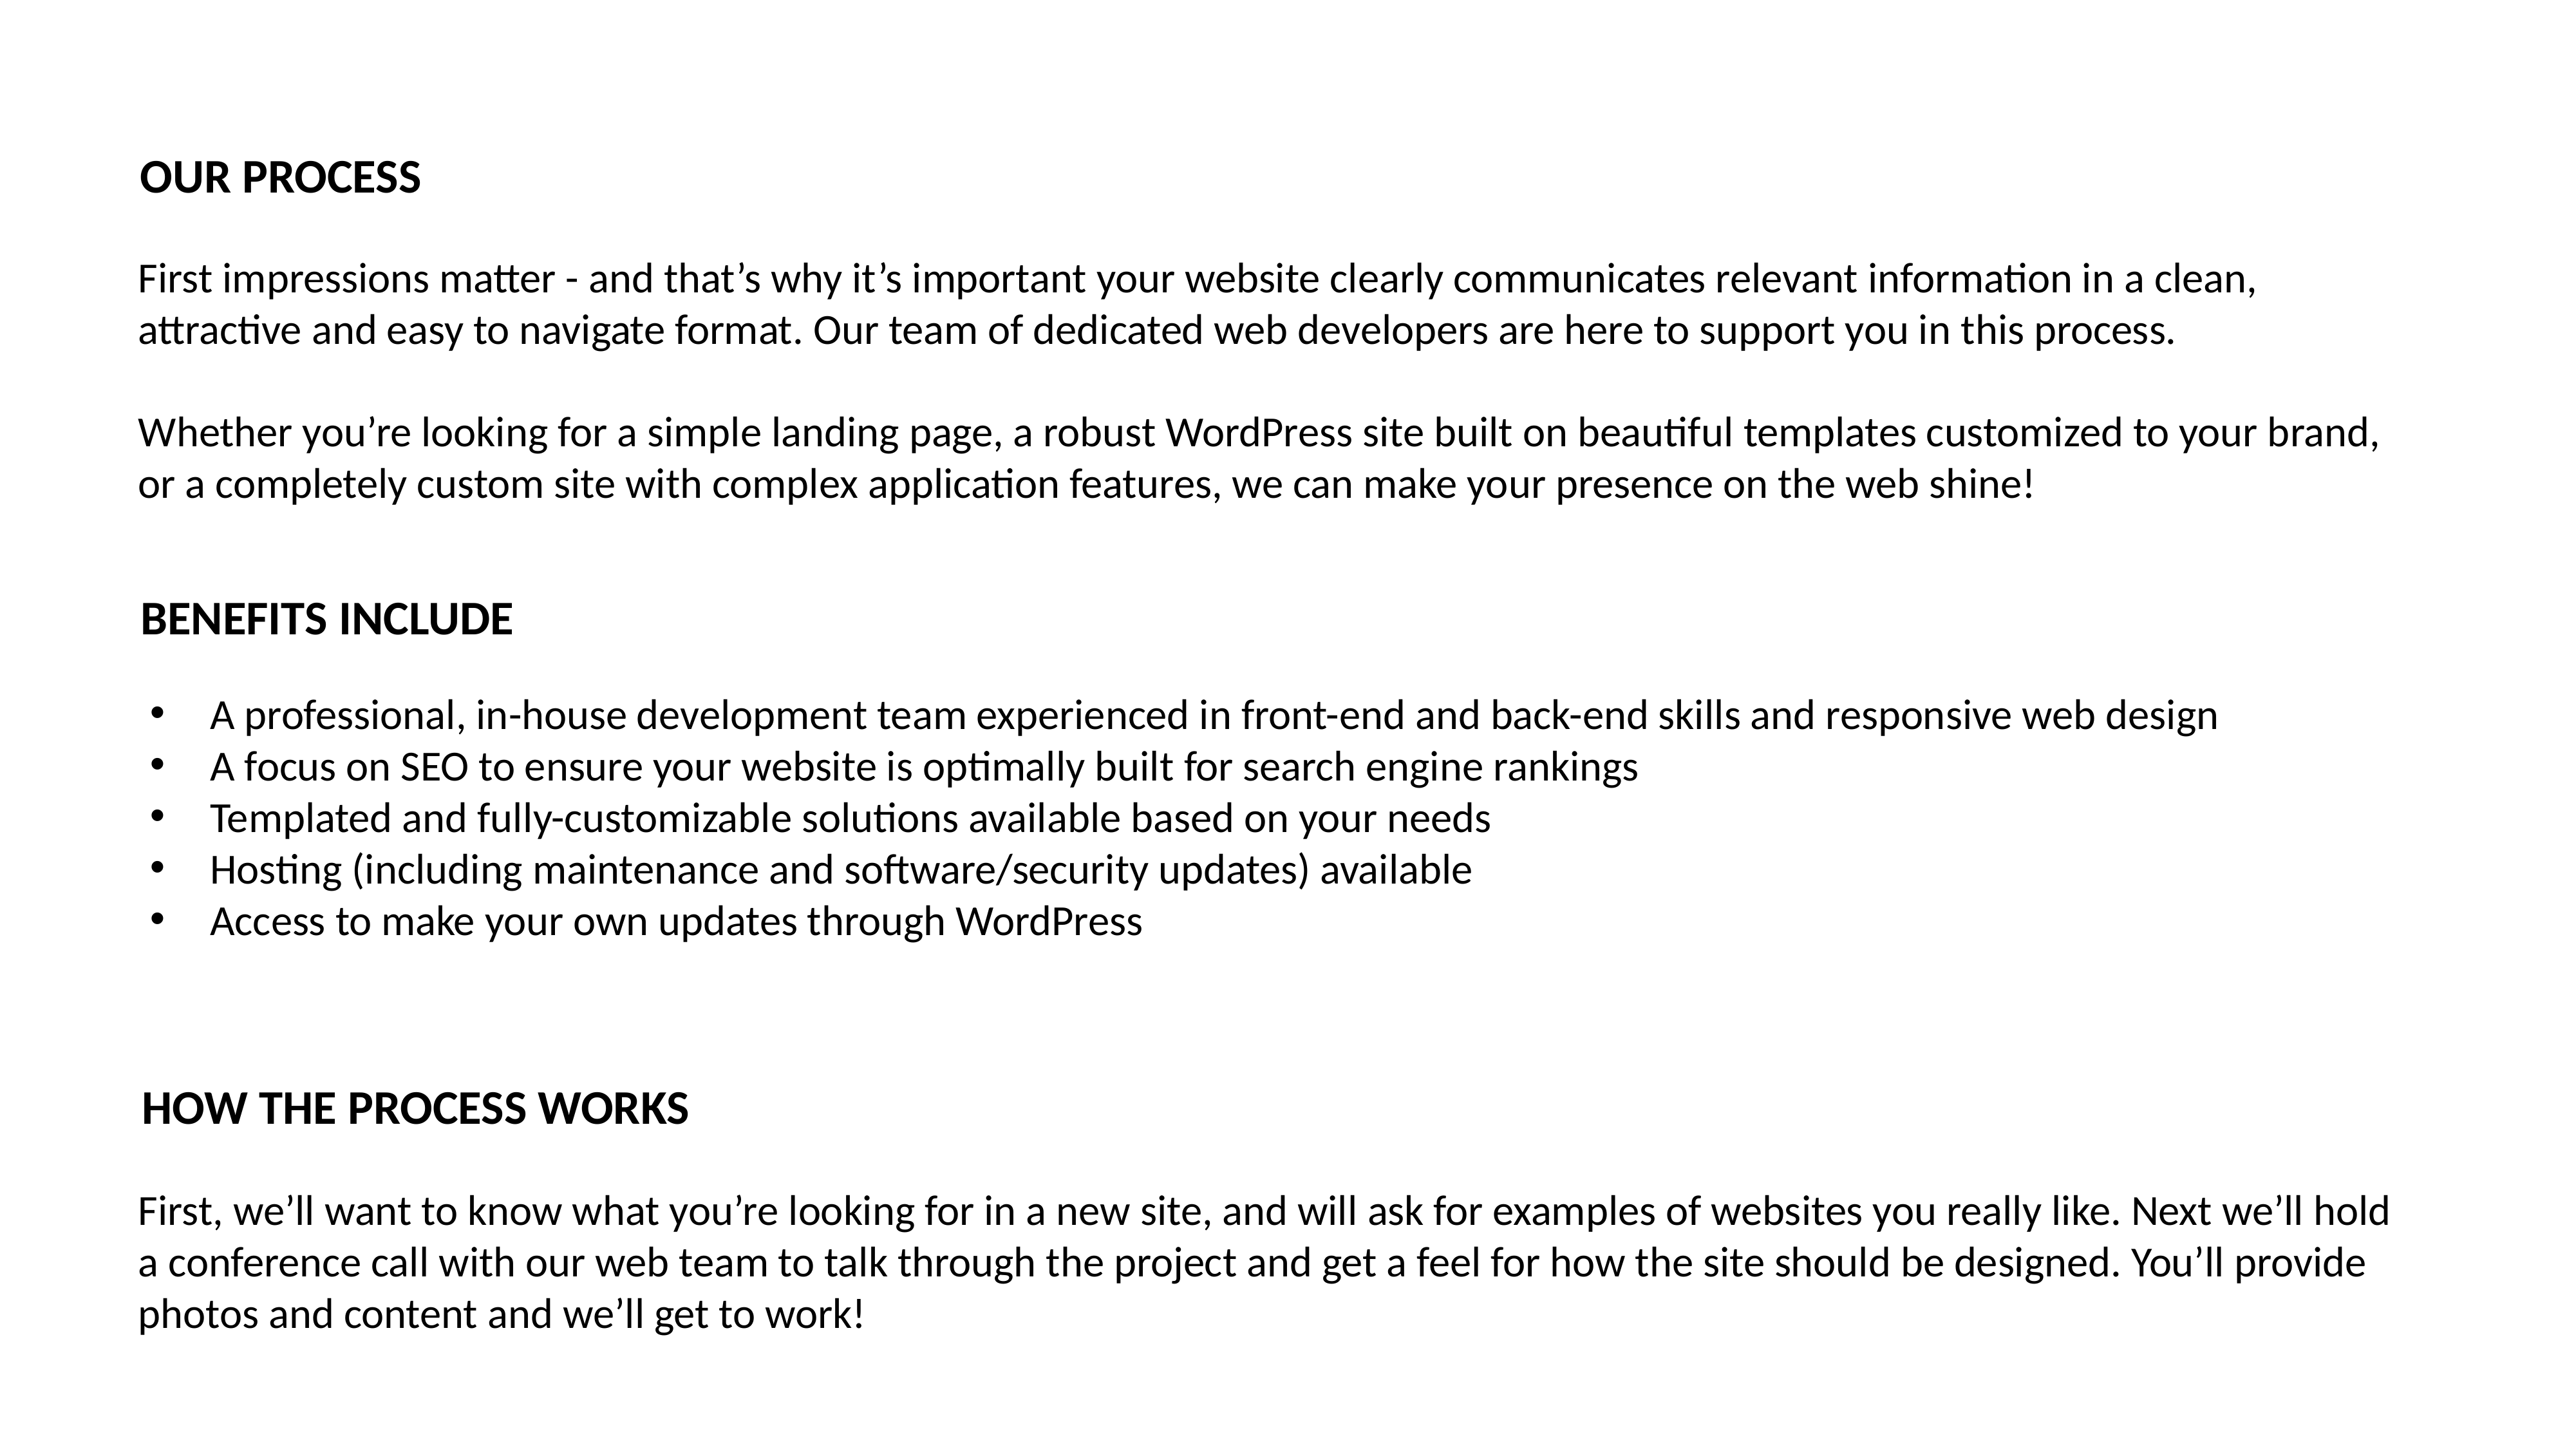 OUR PROCESS
First impressions matter - and that’s why it’s important your website clearly communicates relevant information in a clean,
attractive and easy to navigate format. Our team of dedicated web developers are here to support you in this process.
Whether you’re looking for a simple landing page, a robust WordPress site built on beautiful templates customized to your brand,
or a completely custom site with complex application features, we can make your presence on the web shine!
BENEFITS INCLUDE
• A professional, in-house development team experienced in front-end and back-end skills and responsive web design
• A focus on SEO to ensure your website is optimally built for search engine rankings
• Templated and fully-customizable solutions available based on your needs
• Hosting (including maintenance and software/security updates) available
• Access to make your own updates through WordPress
HOW THE PROCESS WORKS
First, we’ll want to know what you’re looking for in a new site, and will ask for examples of websites you really like. Next we’ll hold
a conference call with our web team to talk through the project and get a feel for how the site should be designed. You’ll provide
photos and content and we’ll get to work!